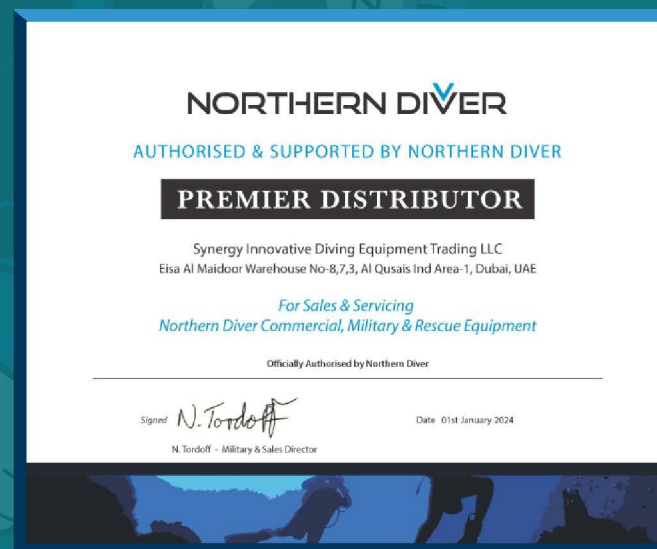 NORTHERN DIVER
AUTHORISED & SUPPORTED BY NORTHERN DIVER
PREMIER DISTRIBUTOR
Synergy Innovative Diving Equipment Trading LLC
Eisa Al Maidoor Warehouse No-8,7,3, Al Qusais Ind Area-1, Dubai, UAE
For Sales & Servicing
Northern Diver Commercial, Military & Rescue Equipment
Officially Authorised by Northern Diver
Signed N. Tordoff
Date 01st January 2024
N. Tordoff - Military & Sales Director